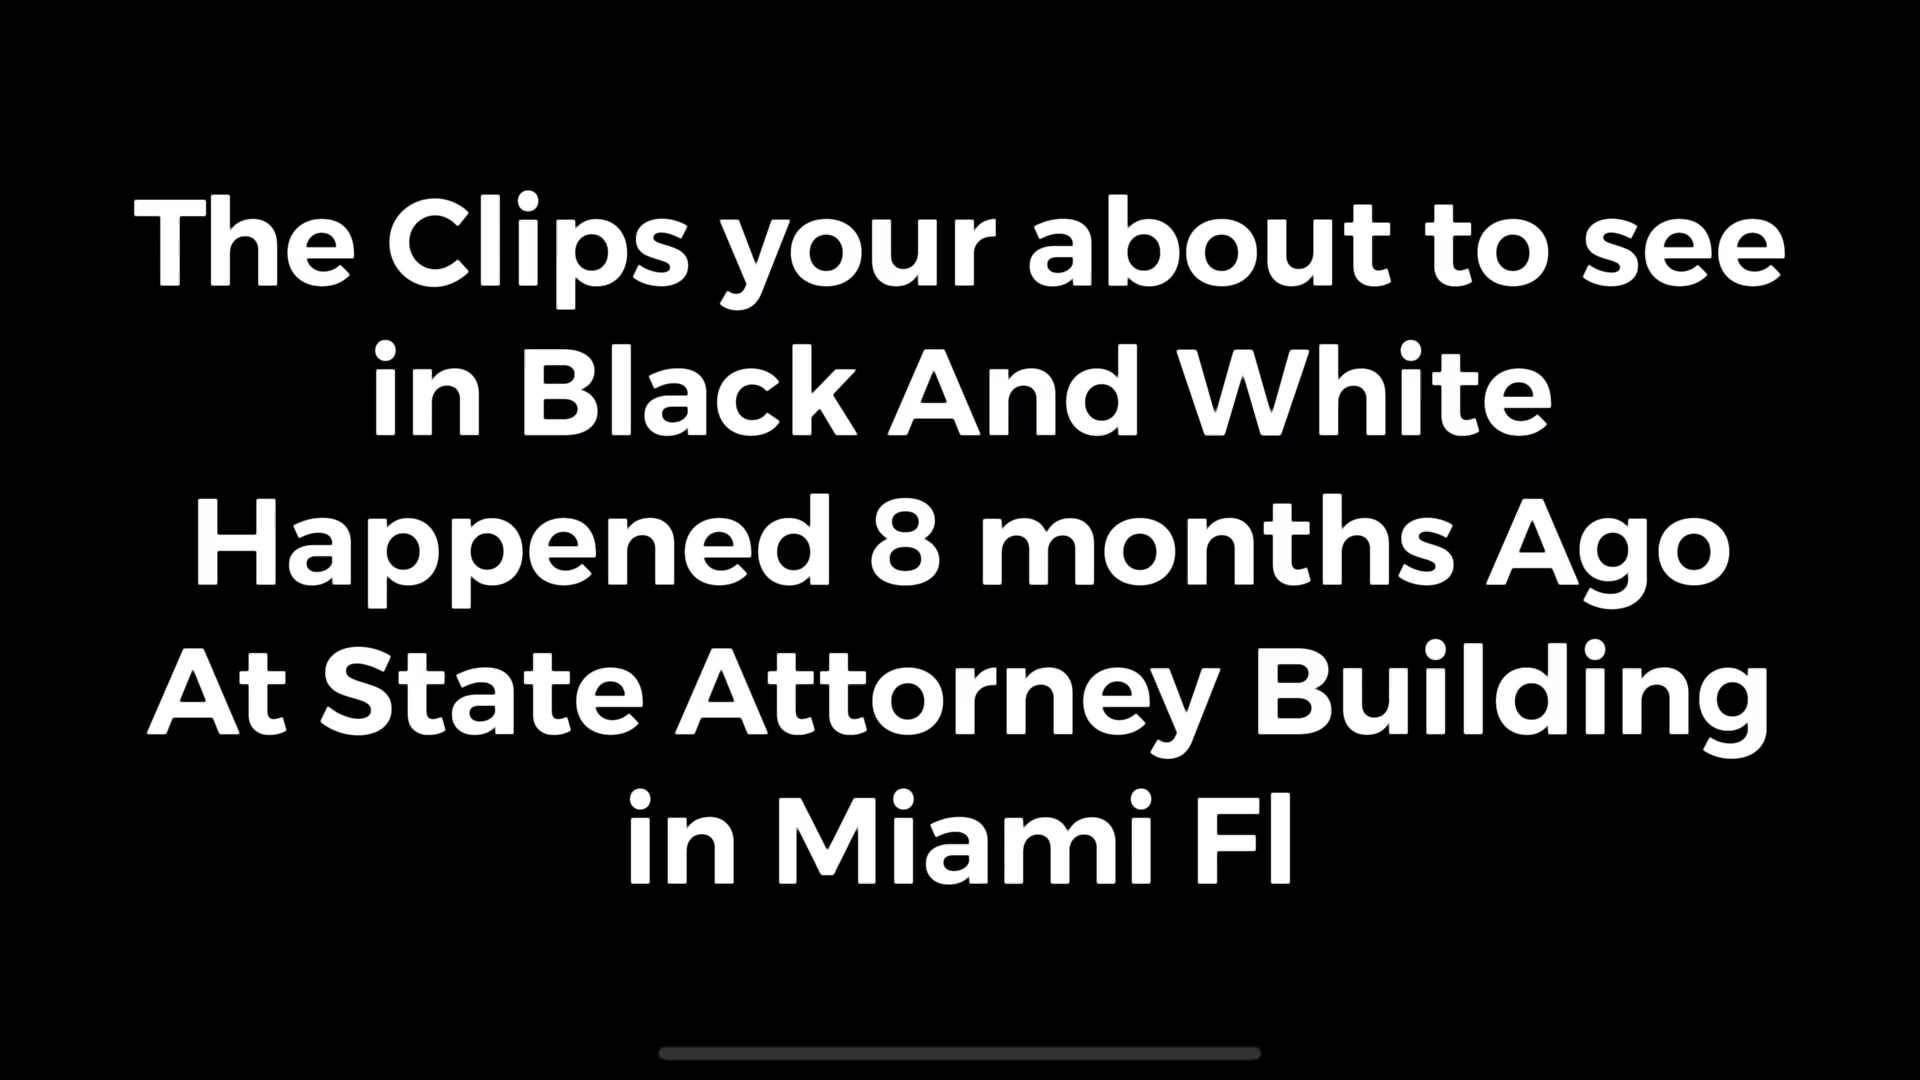 The Clips your about to see
in Black And White
Happened 8 months Ago
At State Attorney Building
in Miami Fl